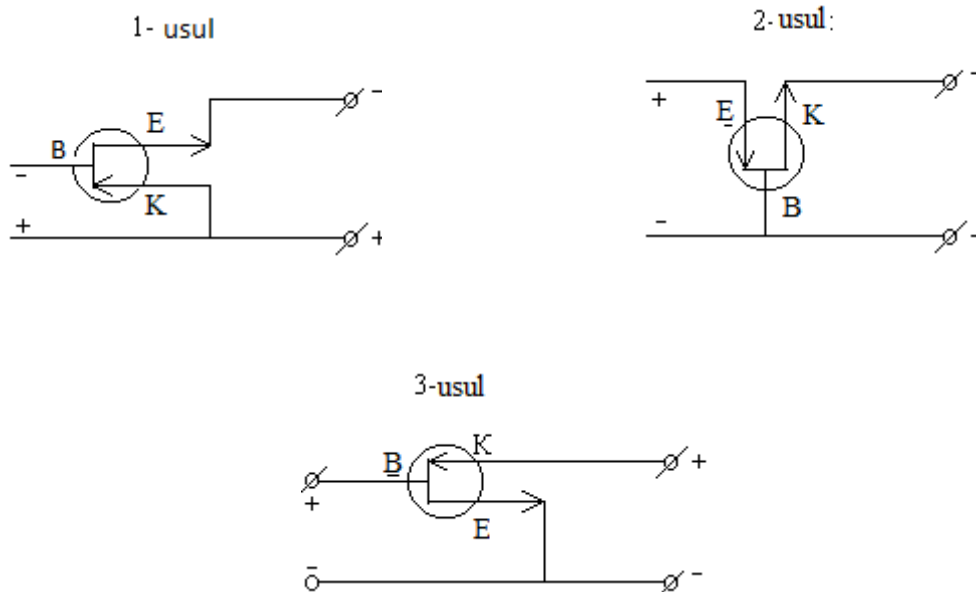 1- usul
2-usul:
E
B
K
-
-
+
+
+
E
K
B
-
-
-
3-usul
K
B
E
+
+
-
-